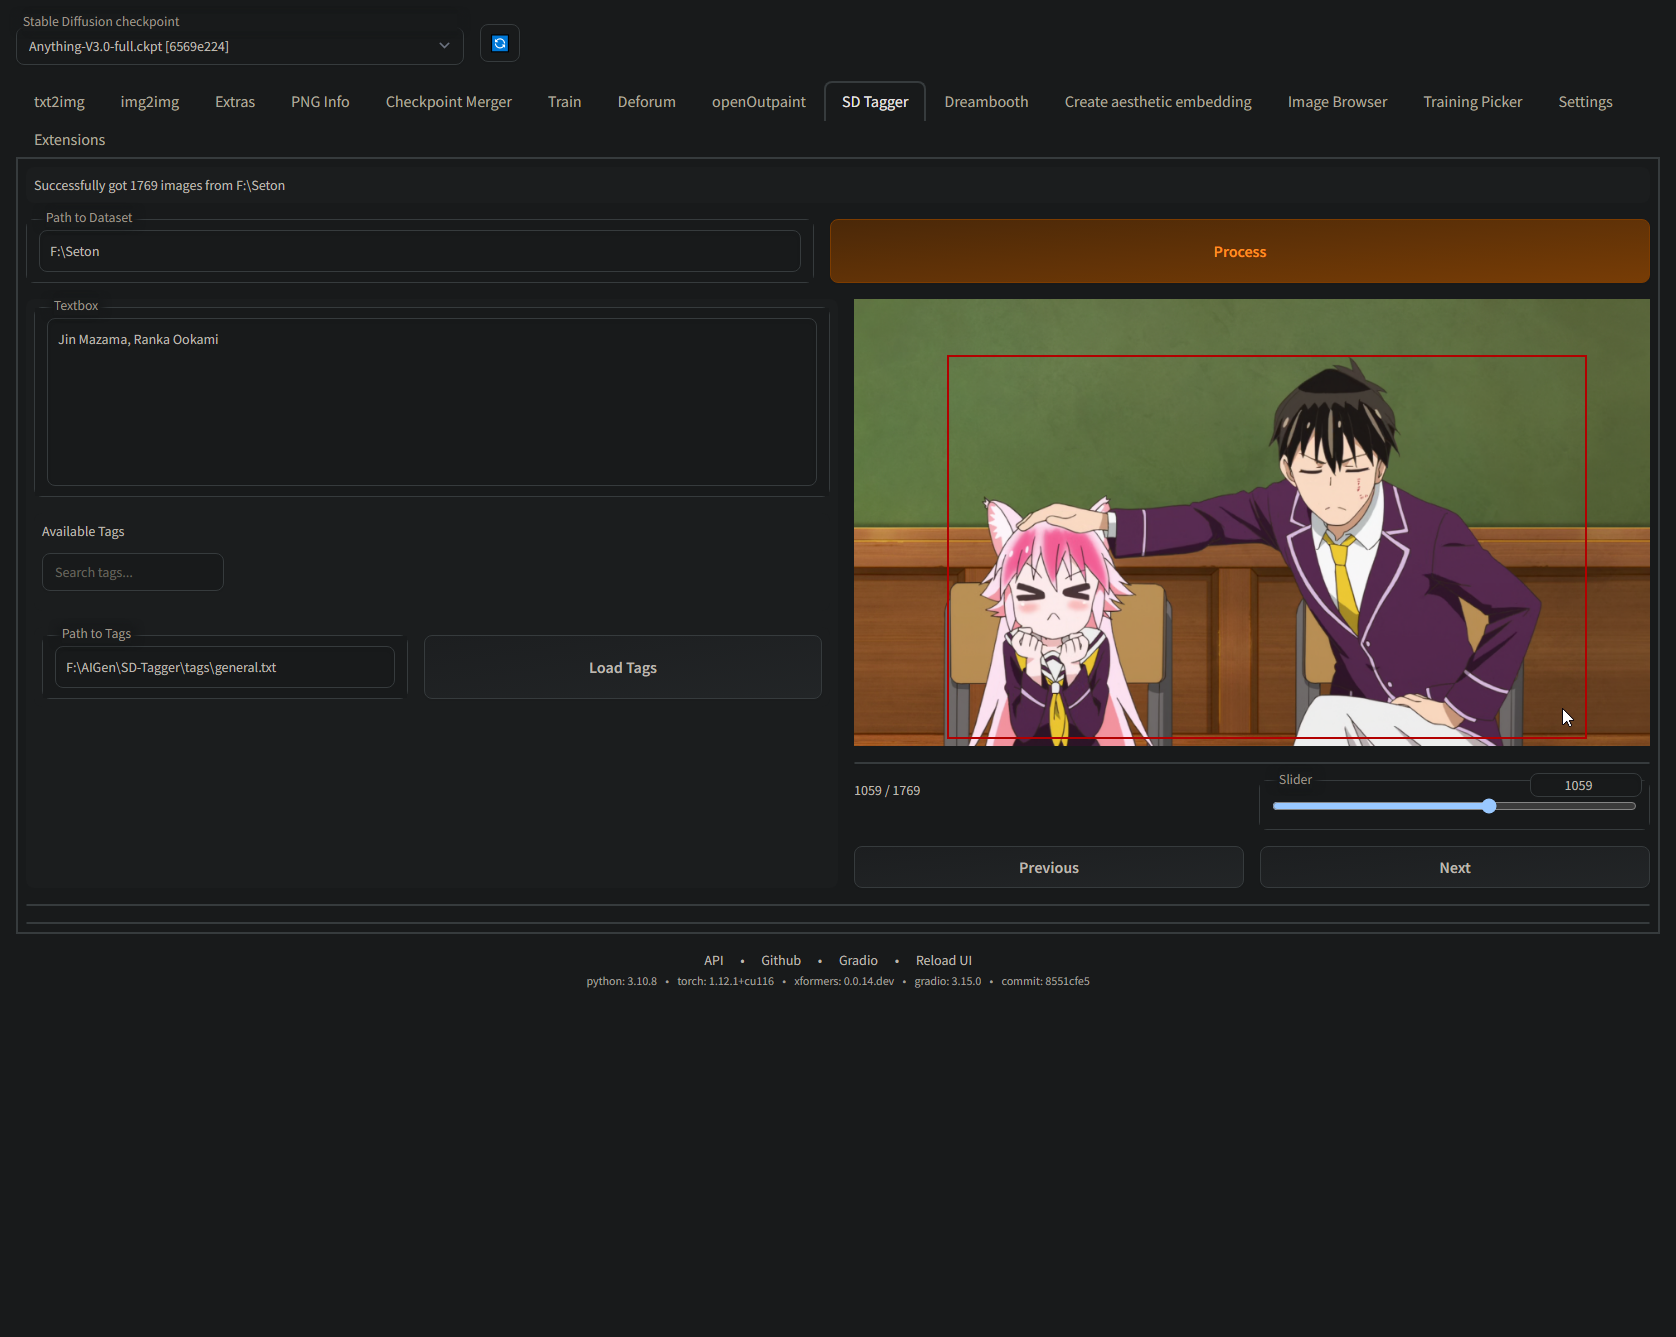 Stable Diffusion checkpoint
Anything-V3.0-full.ckpt [6569e224]
txt2img img2img Extras PNG Info Checkpoint Merger Train Deforum openOutpaint SD Tagger Dreambooth Create aesthetic embedding Image Browser Training Picker Settings
Extensions
Successfully got 1769 images from F:\Seton
Path to Dataset
F:\Seton
Process
Textbox
Jin Mazama, Ranka Ookami
Available Tags
Search tags...
Path to Tags
F:\AIGen\SD-Tagger\tags\general.txt
Load Tags
1059 / 1769
Slider
1059
Previous
Next
API • Github • Gradio • Reload UI
python: 3.10.8 • torch: 1.12.1+cu116 • xformers: 0.0.14.dev • gradio: 3.15.0 • commit: 8551cfe5